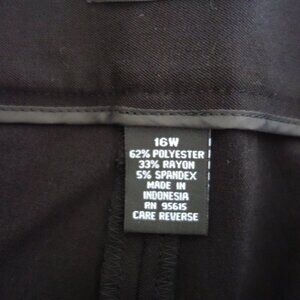 16W
62% POLYESTER
33% RAYON
5% SPANDEX
MADE IN
INDONESIA
RN 95615
CARE REVERSE